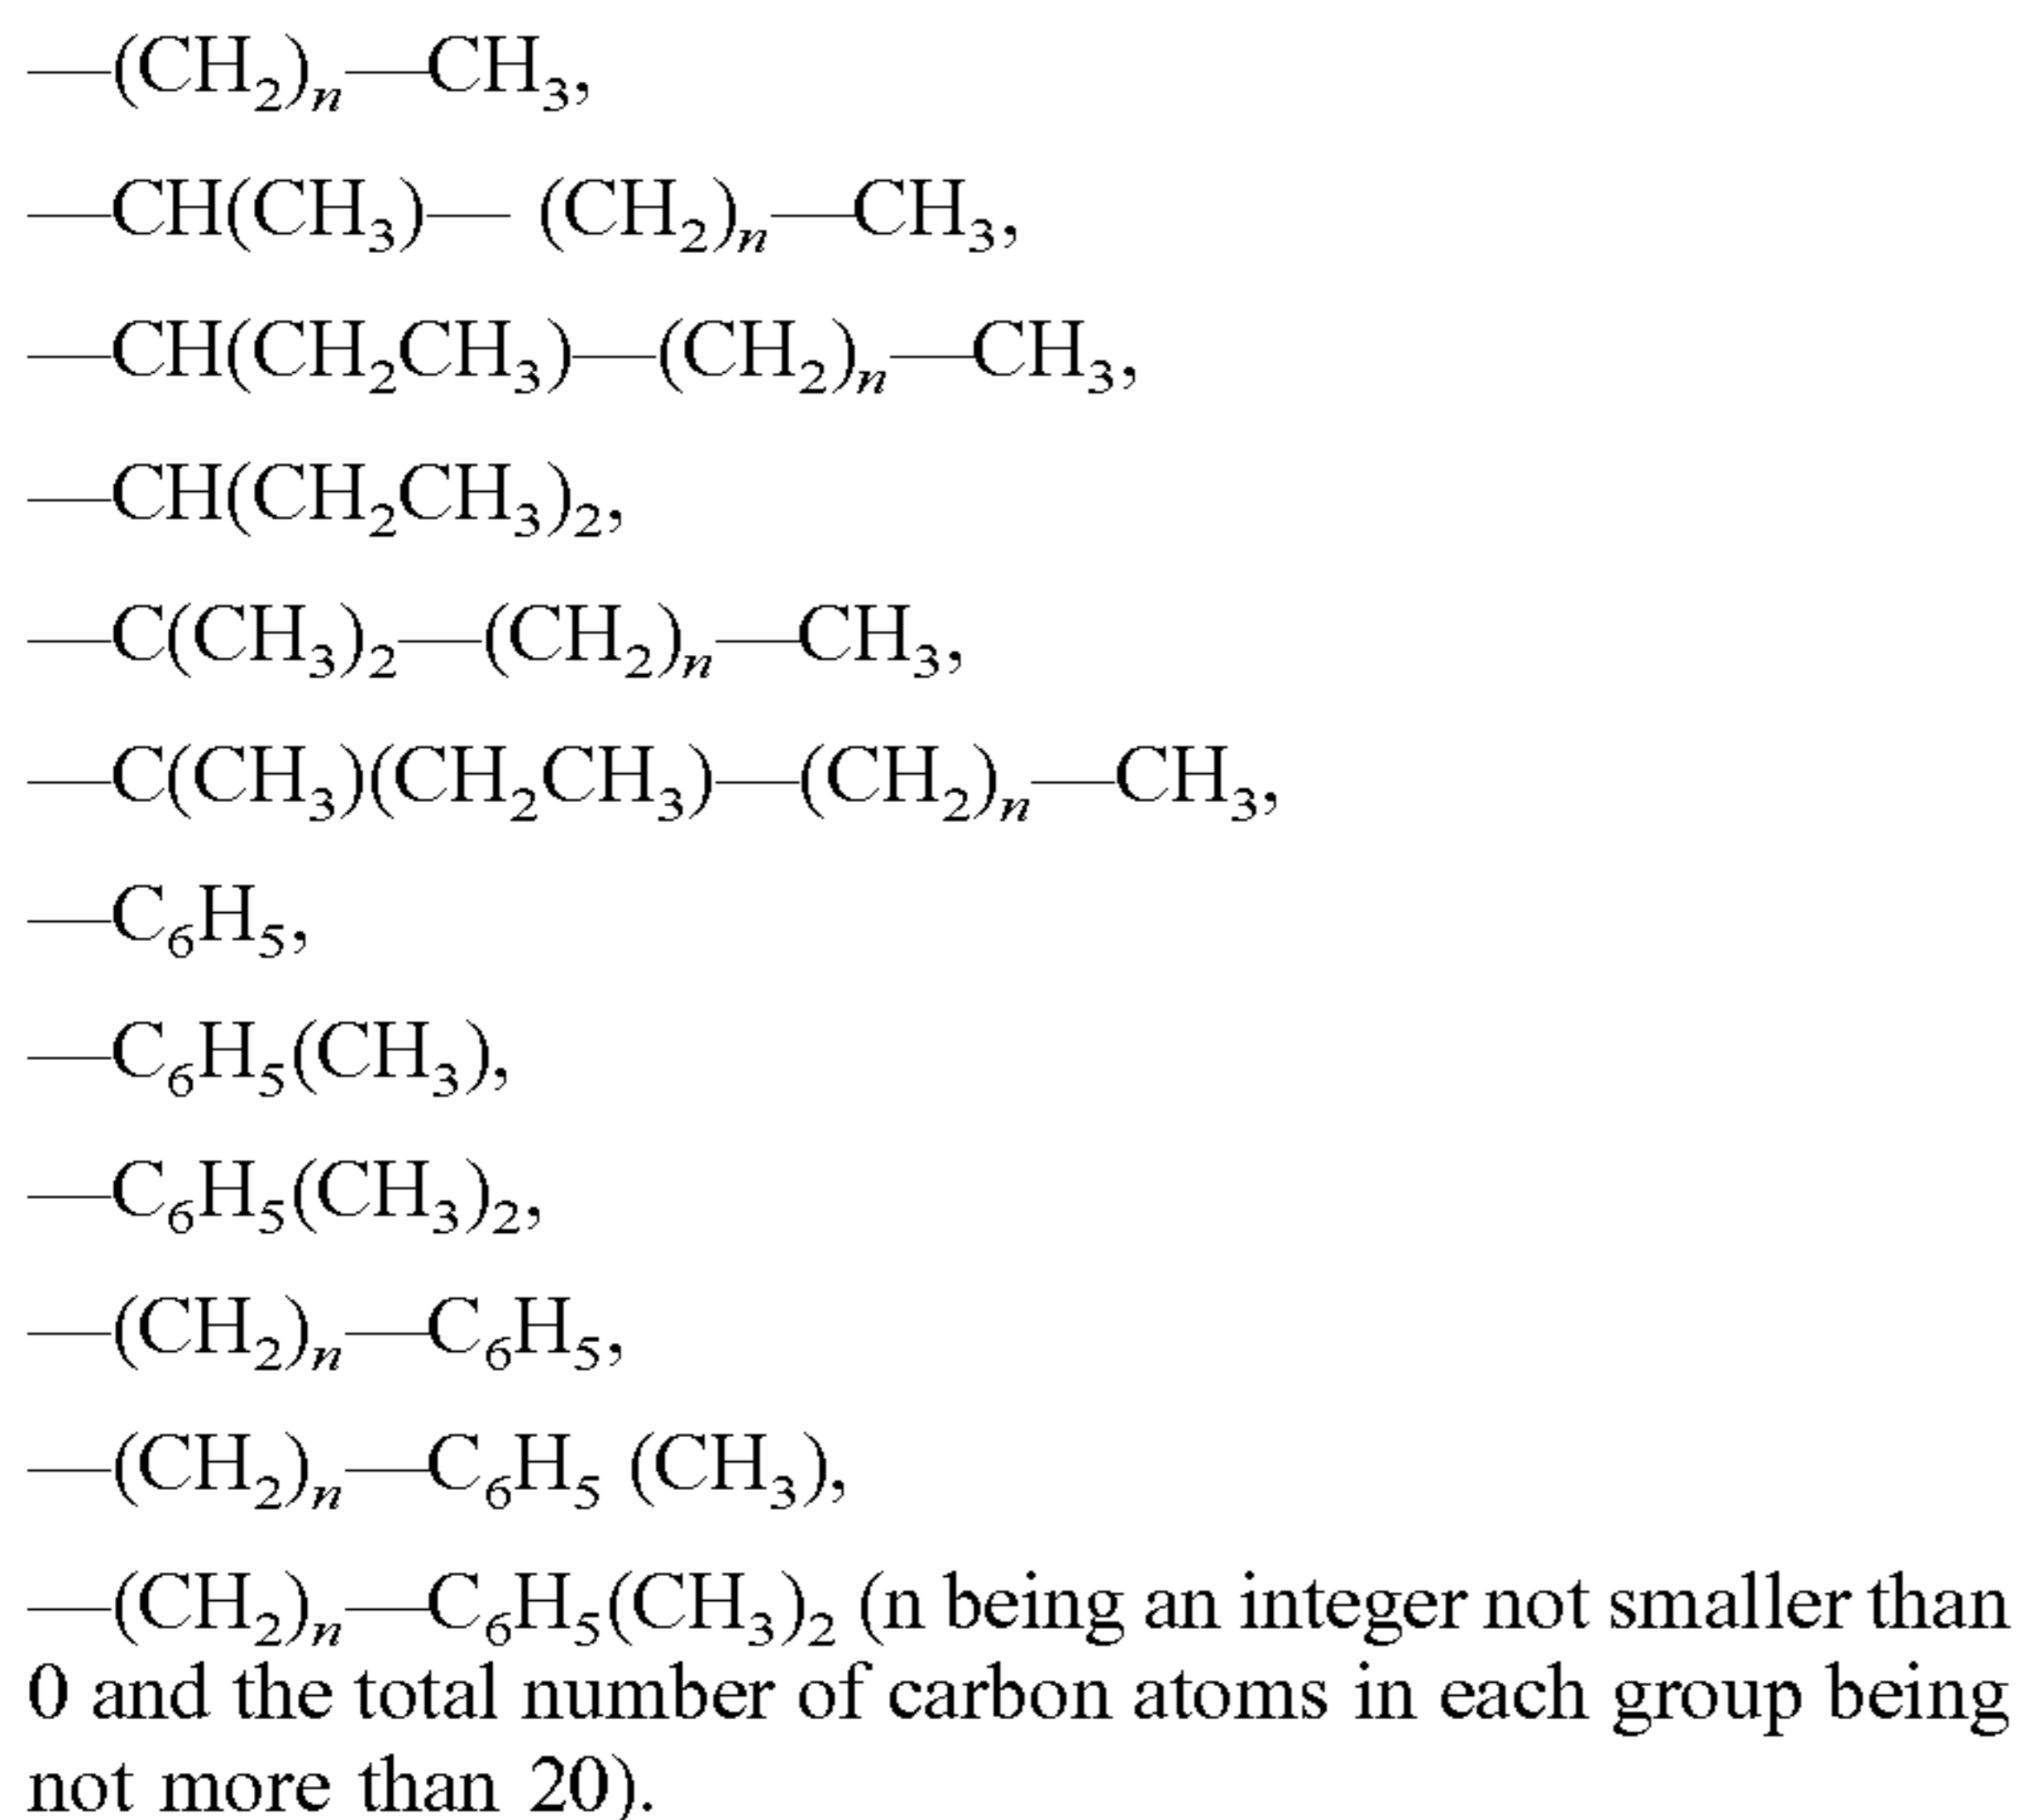 —(CH₂)ₙ—CH₃,
—CH(CH₃)— (CH₂)ₙ—CH₃,
—CH(CH₂CH₃)—(CH₂)ₙ—CH₃,
—CH(CH₂CH₃)₂,
—C(CH₃)₂—(CH₂)ₙ—CH₃,
—C(CH₃)(CH₂CH₃)—(CH₂)ₙ—CH₃,
—C₆H₅,
—C₆H₅(CH₃),
—C₆H₅(CH₃)₂,
—(CH₂)ₙ—C₆H₅,
—(CH₂)ₙ—C₆H₅ (CH₃),
—(CH₂)ₙ—C₆H₅(CH₃)₂ (n being an integer not smaller than
0 and the total number of carbon atoms in each group being
not more than 20).